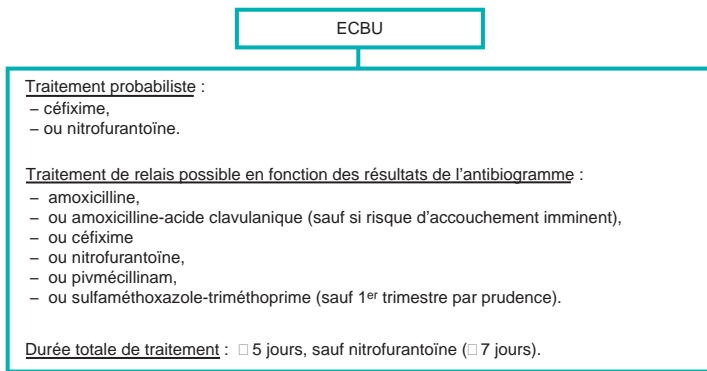 ECBU
Traitement probabiliste :
– céfixime,
– ou nitrofurantoïne.
Traitement de relais possible en fonction des résultats de l’antibiogramme :
– amoxicilline,
– ou amoxicilline-acide clavulanique (sauf si risque d’accouchement imminent),
– ou céfixime
– ou nitrofurantoïne,
– ou pivmécillinam,
– ou sulfaméthoxazole-triméthoprime (sauf 1er trimestre par prudence).
Durée totale de traitement : □ 5 jours, sauf nitrofurantoïne (□ 7 jours).